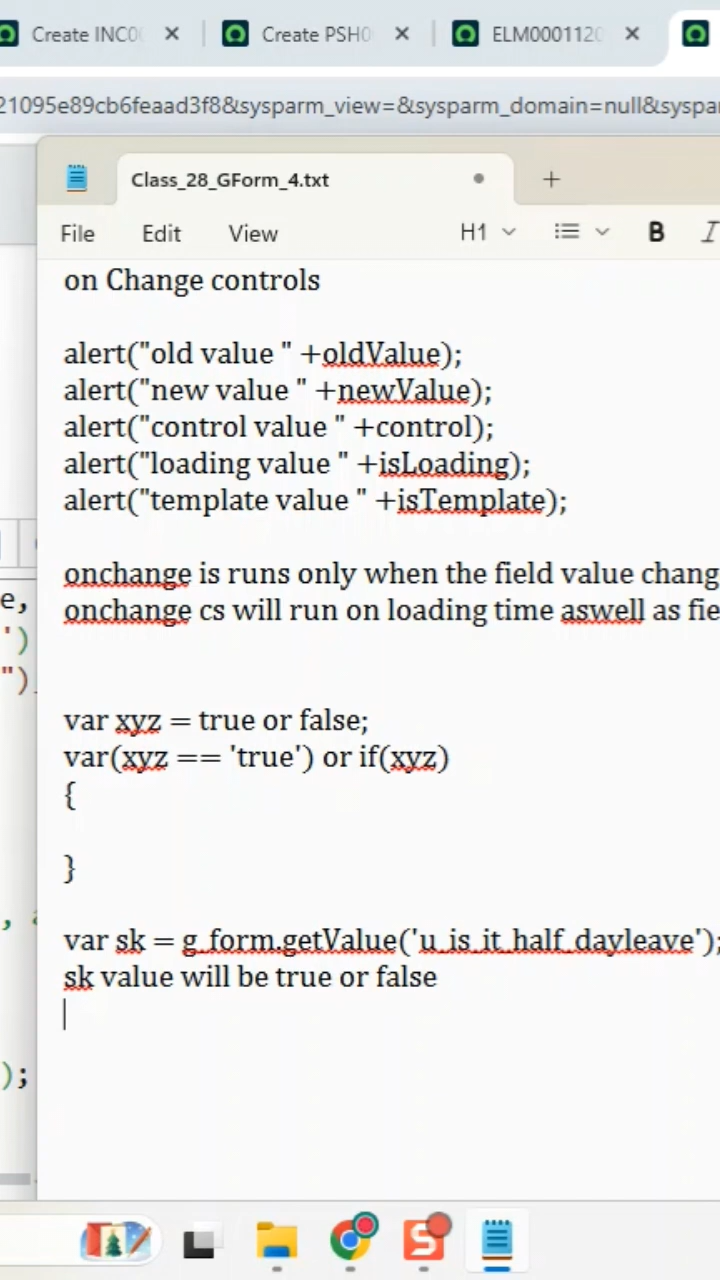 Create INC00
Create PSH0
ELM0001120
21095e89cb6feaad3f8&sysparm_view=&sysparm_domain=null&syspar
Class_28_GForm_4.txt
File Edit View H1 B I
on Change controls
alert("old value " +oldValue);
alert("new value " +newValue);
alert("control value " +control);
alert("loading value " +isLoading);
alert("template value " +isTemplate);
onchange is runs only when the field value chang
onchange cs will run on loading time aswell as fie
var xyz = true or false;
var(xyz == 'true') or if(xyz)
{
}
var sk = g_form.getValue('u_is_it_half_dayleave');
sk value will be true or false
e,
')
")
,
);